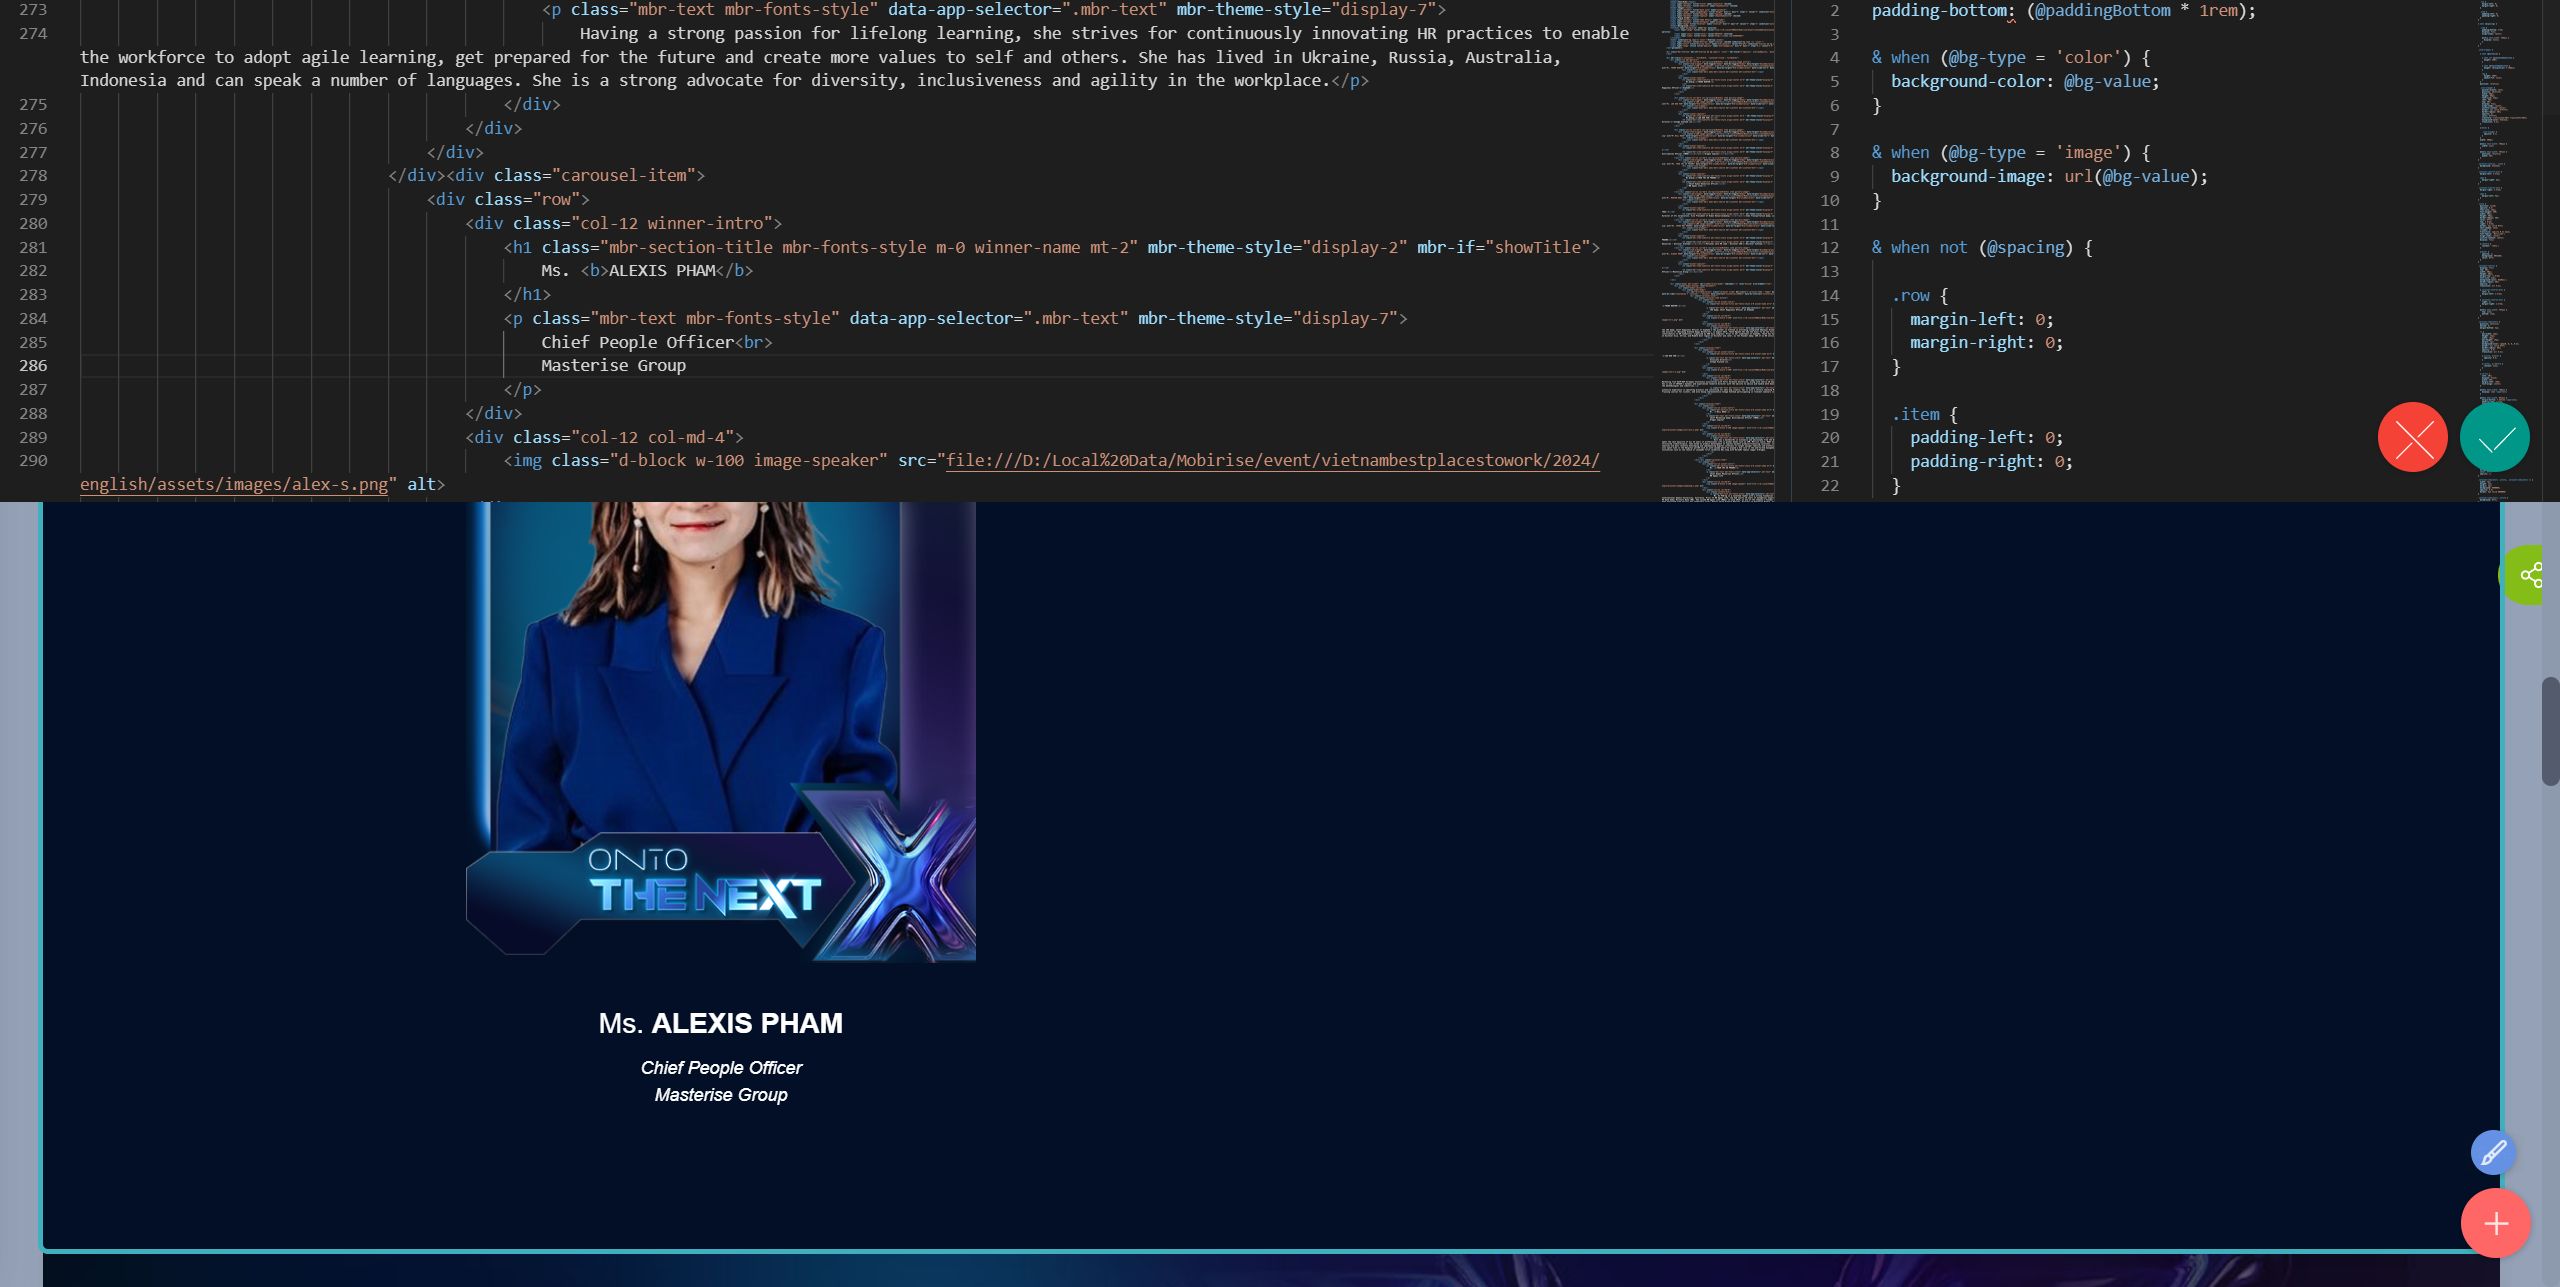 273 <p class="mbr-text mbr-fonts-style" data-app-selector=".mbr-text" mbr-theme-style="display-7">
274 Having a strong passion for lifelong learning, she strives for continuously innovating HR practices to enable
the workforce to adopt agile learning, get prepared for the future and create more values to self and others. She has lived in Ukraine, Russia, Australia,
Indonesia and can speak a number of languages. She is a strong advocate for diversity, inclusiveness and agility in the workplace.</p>
275 </div>
276 </div>
277 </div>
278 </div><div class="carousel-item">
279 <div class="row">
280 <div class="col-12 winner-intro">
281 <h1 class="mbr-section-title mbr-fonts-style m-0 winner-name mt-2" mbr-theme-style="display-2" mbr-if="showTitle">
282 Ms. <b>ALEXIS PHAM</b>
283 </h1>
284 <p class="mbr-text mbr-fonts-style" data-app-selector=".mbr-text" mbr-theme-style="display-7">
285 Chief People Officer<br>
286 Masterise Group
287 </p>
288 </div>
289 <div class="col-12 col-md-4">
290 <img class="d-block w-100 image-speaker" src="file:///D:/Local%20Data/Mobirise/event/vietnambestplacestowork/2024/
english/assets/images/alex-s.png" alt>
2 padding-bottom: (@paddingBottom * 1rem);
3
4 & when (@bg-type = 'color') {
5 background-color: @bg-value;
6 }
7
8 & when (@bg-type = 'image') {
9 background-image: url(@bg-value);
10 }
11
12 & when not (@spacing) {
13
14 .row {
15 margin-left: 0;
16 margin-right: 0;
17 }
18
19 .item {
20 padding-left: 0;
21 padding-right: 0;
22 }
ONTO
THE NEXT
X
Ms. ALEXIS PHAM
Chief People Officer
Masterise Group